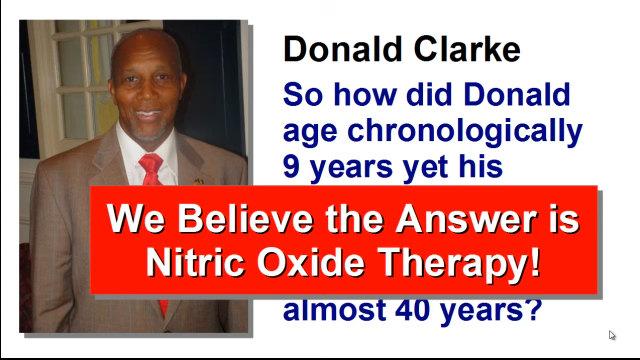 Donald Clarke
So how did Donald
age chronologically
9 years yet his
We Believe the Answer is
Nitric Oxide Therapy!
almost 40 years?